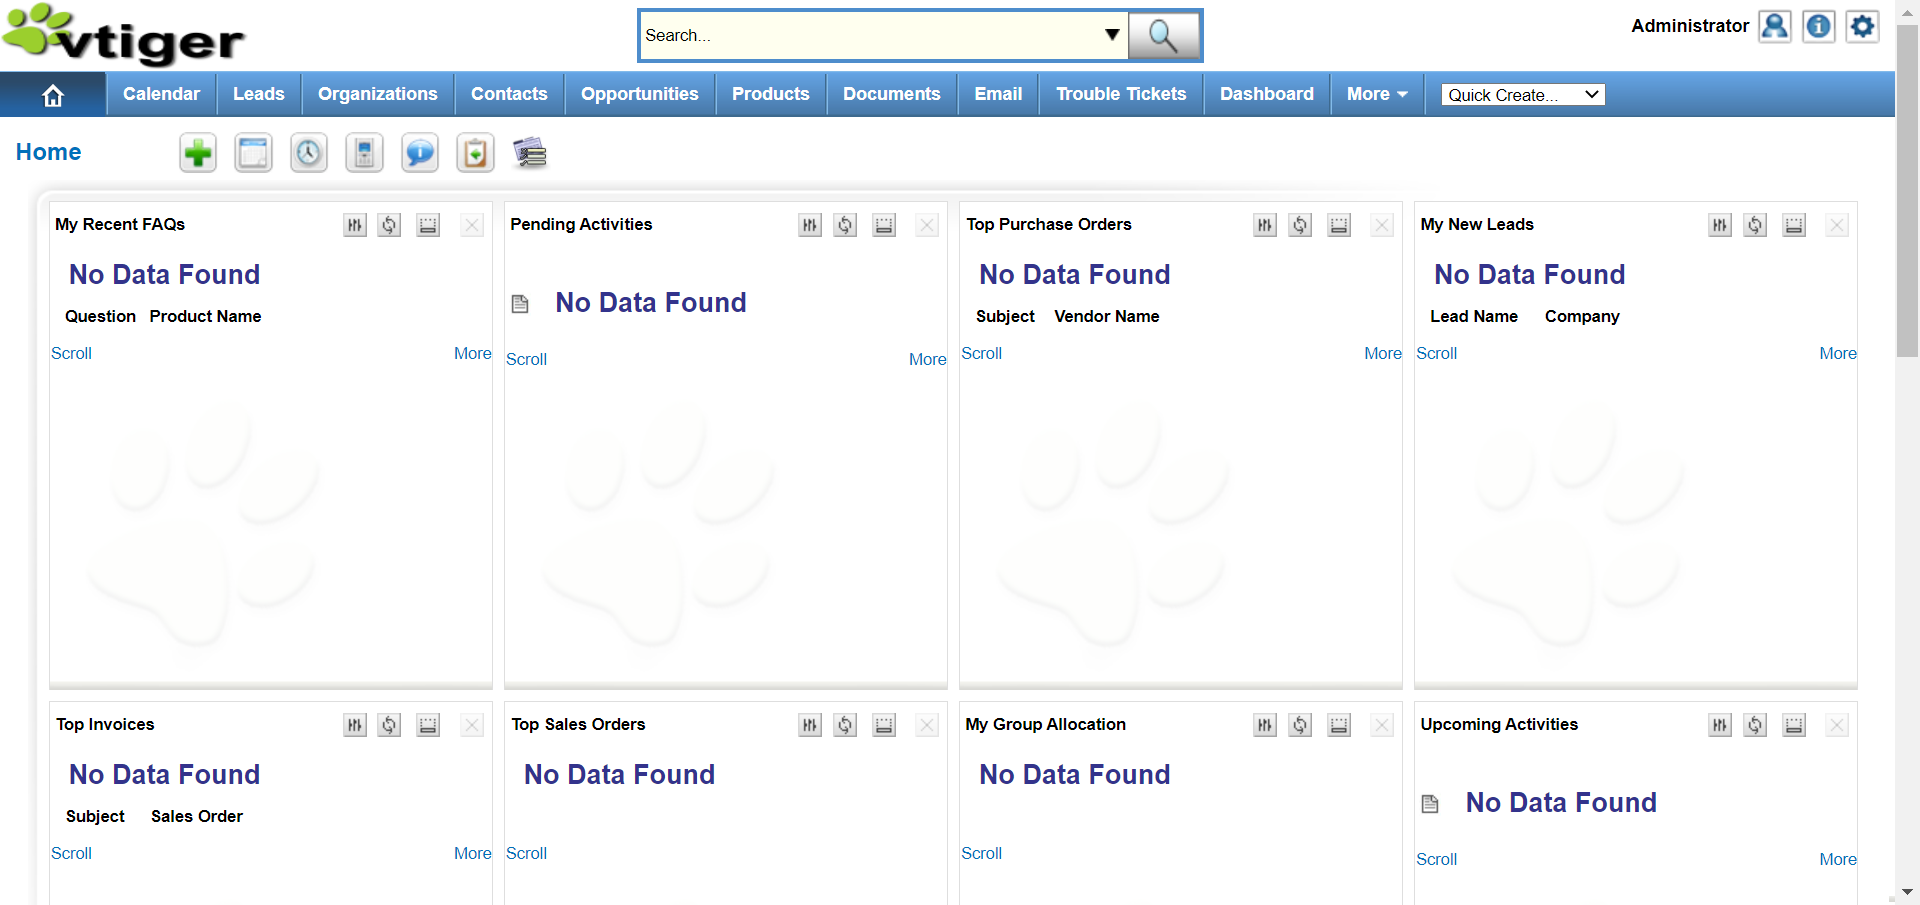 vtiger
Search...
Administrator
Calendar Leads Organizations Contacts Opportunities Products Documents Email Trouble Tickets Dashboard More Quick Create...
Home
My Recent FAQs
No Data Found
Question Product Name
Scroll More
Pending Activities
No Data Found
Scroll More
Top Purchase Orders
No Data Found
Subject Vendor Name
Scroll More
My New Leads
No Data Found
Lead Name Company
Scroll More
Top Invoices
No Data Found
Subject Sales Order
Scroll More
Top Sales Orders
No Data Found
Scroll
My Group Allocation
No Data Found
Scroll
Upcoming Activities
No Data Found
Scroll More